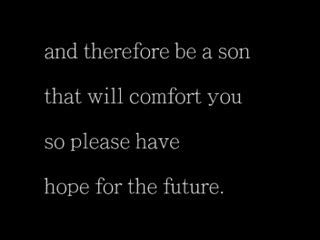 and therefore be a son
that will comfort you
so please have
hope for the future.